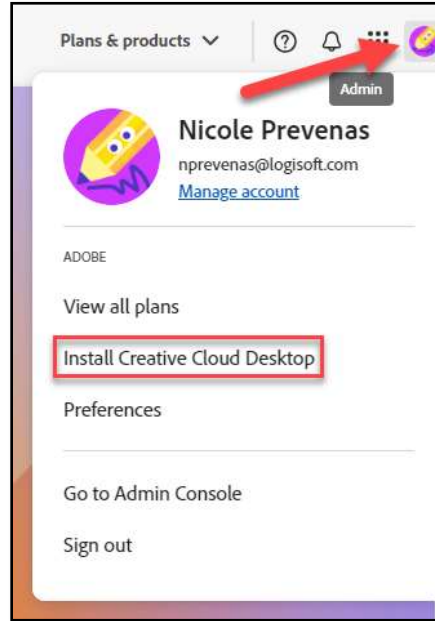 Plans & products
Admin
Nicole Prevenas
nprevenas@logisoft.com
Manage account
ADOBE
View all plans
Install Creative Cloud Desktop
Preferences
Go to Admin Console
Sign out